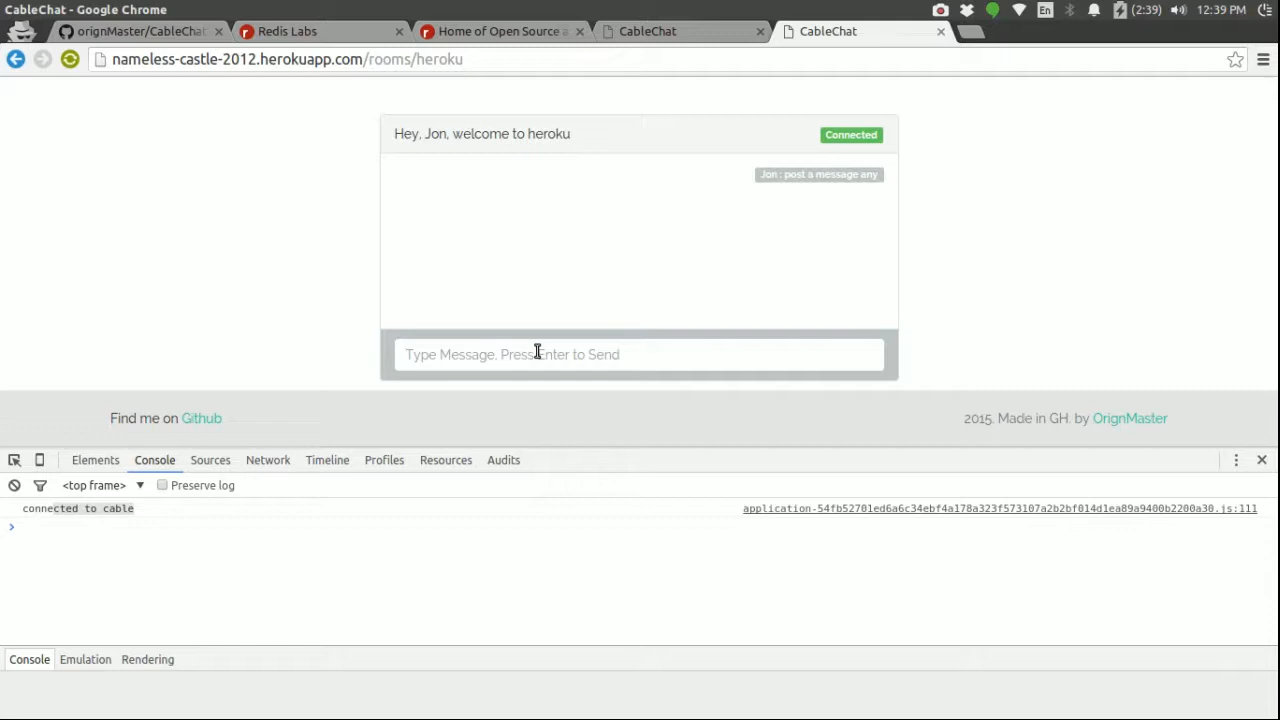 CableChat - Google Chrome
En
(2:39)
12:39 PM
orignMaster/CableChat
Redis Labs
Home of Open Source a
CableChat
CableChat
nameless-castle-2012.herokuapp.com/rooms/heroku
Hey, Jon, welcome to heroku
Connected
Jon : post a message any
Type Message. Press Enter to Send
Find me on Github
2015. Made in GH. by OrignMaster
Elements Console Sources Network Timeline Profiles Resources Audits
<top frame> Preserve log
connected to cable
application-54fb52701ed6a6c34ebf4a178a323f573107a2b2bf014d1ea89a9400b2200a30.js:111
Console Emulation Rendering